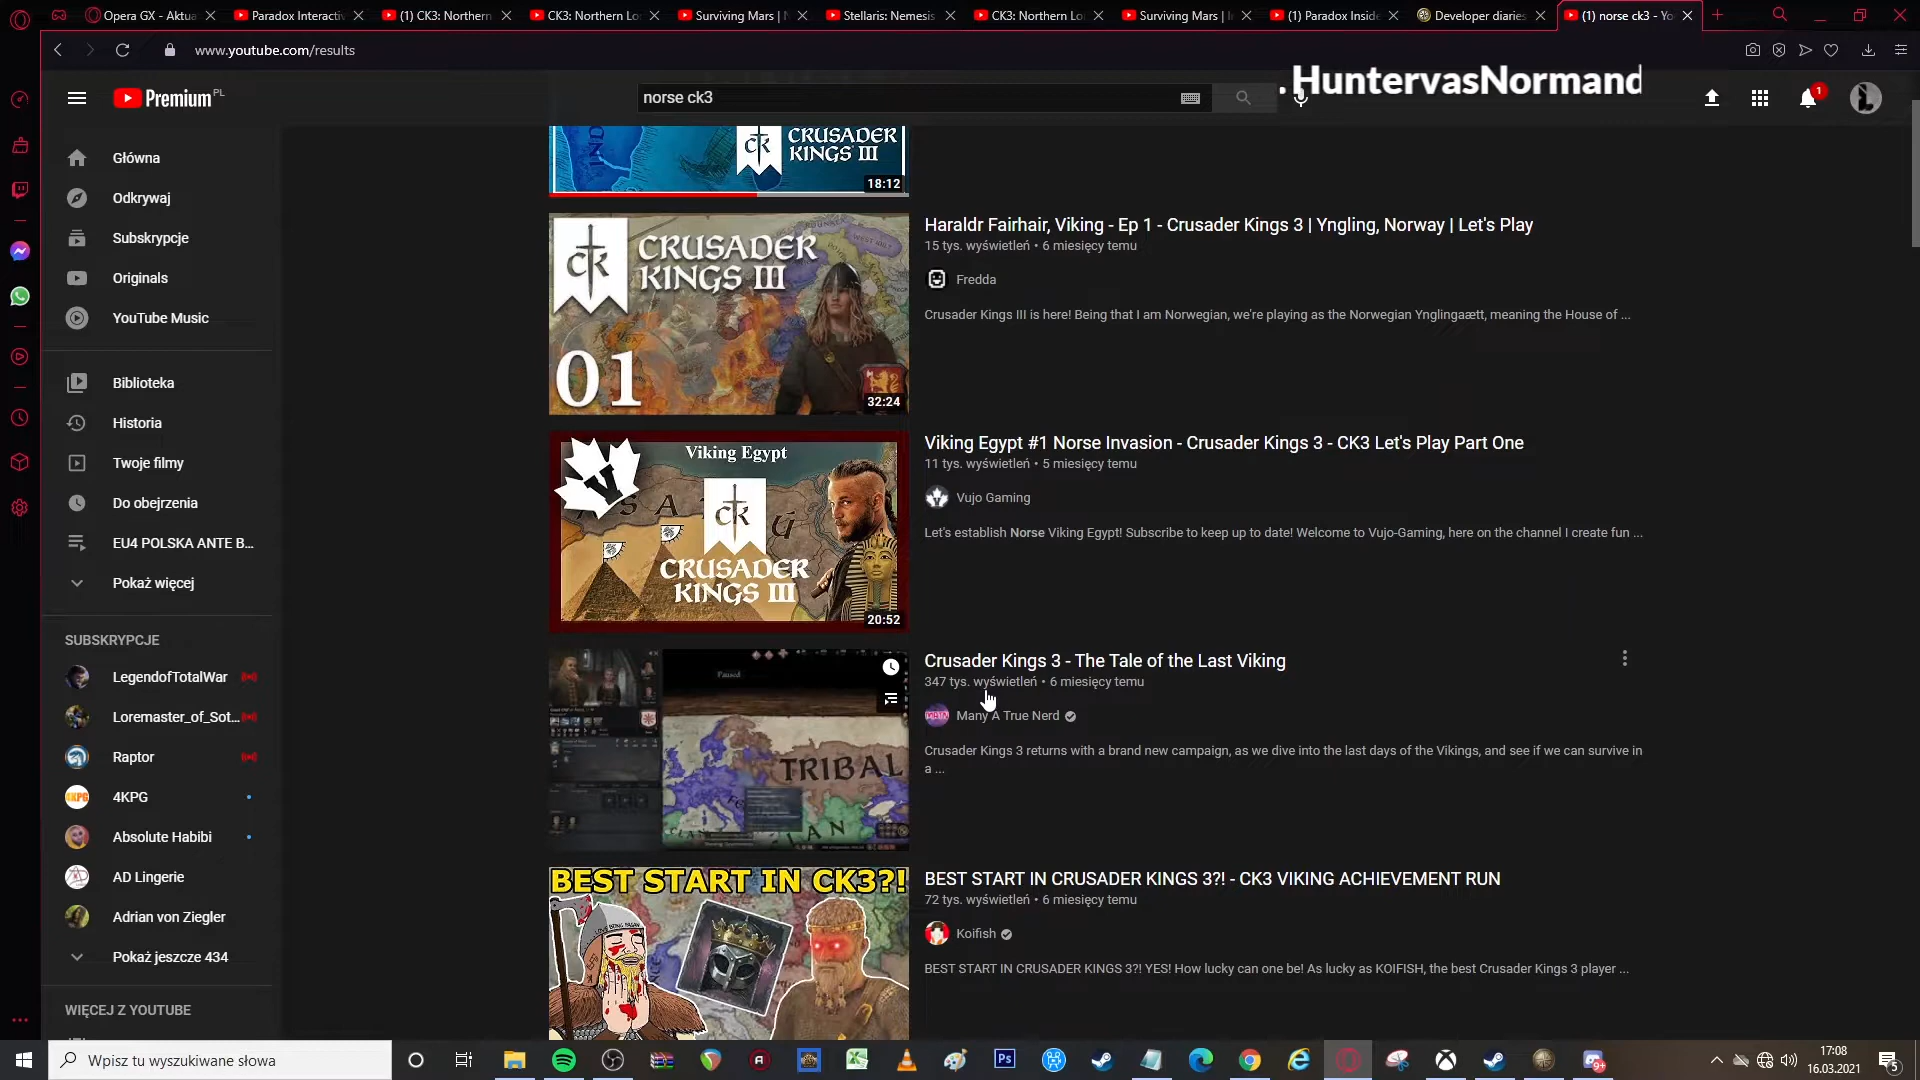 Opera GX - Aktua
Paradox Interactiv
(1) CK3: Northern
CK3: Northern Lo
Surviving Mars |
Stellaris: Nemesis
CK3: Northern Lo
Surviving Mars | I
(1) Paradox Inside
Developer diaries
(1) norse ck3 - Yo
www.youtube.com/results
.HuntervasNormand
Premium PL
norse ck3
1
Główna
Odkrywaj
Subskrypcje
Originals
YouTube Music
Biblioteka
Historia
Twoje filmy
Do obejrzenia
EU4 POLSKA ANTE B...
Pokaż więcej
SUBSKRYPCJE
LegendofTotalWar
Loremaster_of_Sot...
Raptor
4KPG
Absolute Habibi
AD Lingerie
Adrian von Ziegler
Pokaż jeszcze 434
WIĘCEJ Z YOUTUBE
IND
CK
CRUSADER
KINGS III
18:12
CK
CRUSADER
KINGS III
01
32:24
Haraldr Fairhair, Viking - Ep 1 - Crusader Kings 3 | Yngling, Norway | Let's Play
15 tys. wyświetleń • 6 miesięcy temu
Fredda
Crusader Kings III is here! Being that I am Norwegian, we're playing as the Norwegian Ynglingaætt, meaning the House of ...
Viking Egypt
V
CK
CRUSADER
KINGS III
20:52
Viking Egypt #1 Norse Invasion - Crusader Kings 3 - CK3 Let's Play Part One
11 tys. wyświetleń • 5 miesięcy temu
Vujo Gaming
Let's establish Norse Viking Egypt! Subscribe to keep up to date! Welcome to Vujo-Gaming, here on the channel I create fun ...
Paused
TRIBAL
Crusader Kings 3 - The Tale of the Last Viking
347 tys. wyświetleń • 6 miesięcy temu
Many A True Nerd
Crusader Kings 3 returns with a brand new campaign, as we dive into the last days of the Vikings, and see if we can survive in
a ...
BEST START IN CK3?!
BEST START IN CRUSADER KINGS 3?! - CK3 VIKING ACHIEVEMENT RUN
72 tys. wyświetleń • 6 miesięcy temu
Koifish
BEST START IN CRUSADER KINGS 3?! YES! How lucky can one be! As lucky as KOIFISH, the best Crusader Kings 3 player ...
Wpisz tu wyszukiwane słowa
Ps
9+
17:08
16.03.2021
5